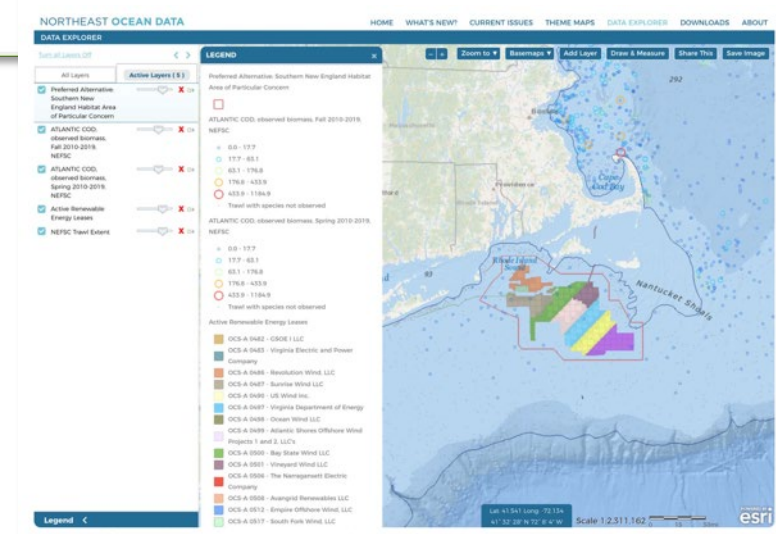 NORTHEAST OCEAN DATA
HOME WHAT'S NEW? CURRENT ISSUES THEME MAPS DATA EXPLORER DOWNLOADS ABOUT
DATA EXPLORER
Turn all Layers Off
All Layers
Active Layers ( 5 )
Preferred Alternative:
Southern New
England Habitat Area
of Particular Concern
ATLANTIC COD,
observed biomass,
Fall 2010-2019.
NEFSC
ATLANTIC COD,
observed biomass,
Spring 2010-2019.
NEFSC
Active Renewable
Energy Leases
NEFSC Trawl Extent
Legend
LEGEND
Preferred Alternative: Southern New England Habitat
Area of Particular Concern
ATLANTIC COD, observed biomass, Fall 2010-2019.
NEFSC
0.0 - 17.7
17.7 - 63.1
63.1 - 176.8
176.8 - 433.9
433.9 - 1184.9
Trawl with species not observed
ATLANTIC COD, observed biomass, Spring 2010-2019.
NEFSC
0.0 - 17.7
17.7 - 63.1
63.1 - 176.8
176.8 - 433.9
433.9 - 1184.9
Trawl with species not observed
Active Renewable Energy Leases
OCS-A 0482 - GSOE I LLC
OCS-A 0483 - Virginia Electric and Power
Company
OCS-A 0486 - Revolution Wind, LLC
OCS-A 0487 - Sunrise Wind LLC
OCS-A 0490 - US Wind Inc.
OCS-A 0497 - Virginia Department of Energy
OCS-A 0498 - Ocean Wind LLC
OCS-A 0499 - Atlantic Shores Offshore Wind
Projects 1 and 2, LLC's
OCS-A 0500 - Bay State Wind LLC
OCS-A 0501 - Vineyard Wind LLC
OCS-A 0506 - The Narragansett Electric
Company
OCS-A 0508 - Avangrid Renewables LLC
OCS-A 0512 - Empire Offshore Wind, LLC
OCS-A 0517 - South Fork Wind, LLC
Zoom to Basemaps Add Layer Draw & Measure Share This Save Image
292
Boston
Massachusetts
Cape
Cod Bay
Providence
Rhode Island
Sound
93
Nantucket Shoals
Lat: 41.541 Long: -72.134
41° 32' 28" N 72° 8' 4" W
Scale 1:2,311,162
esri